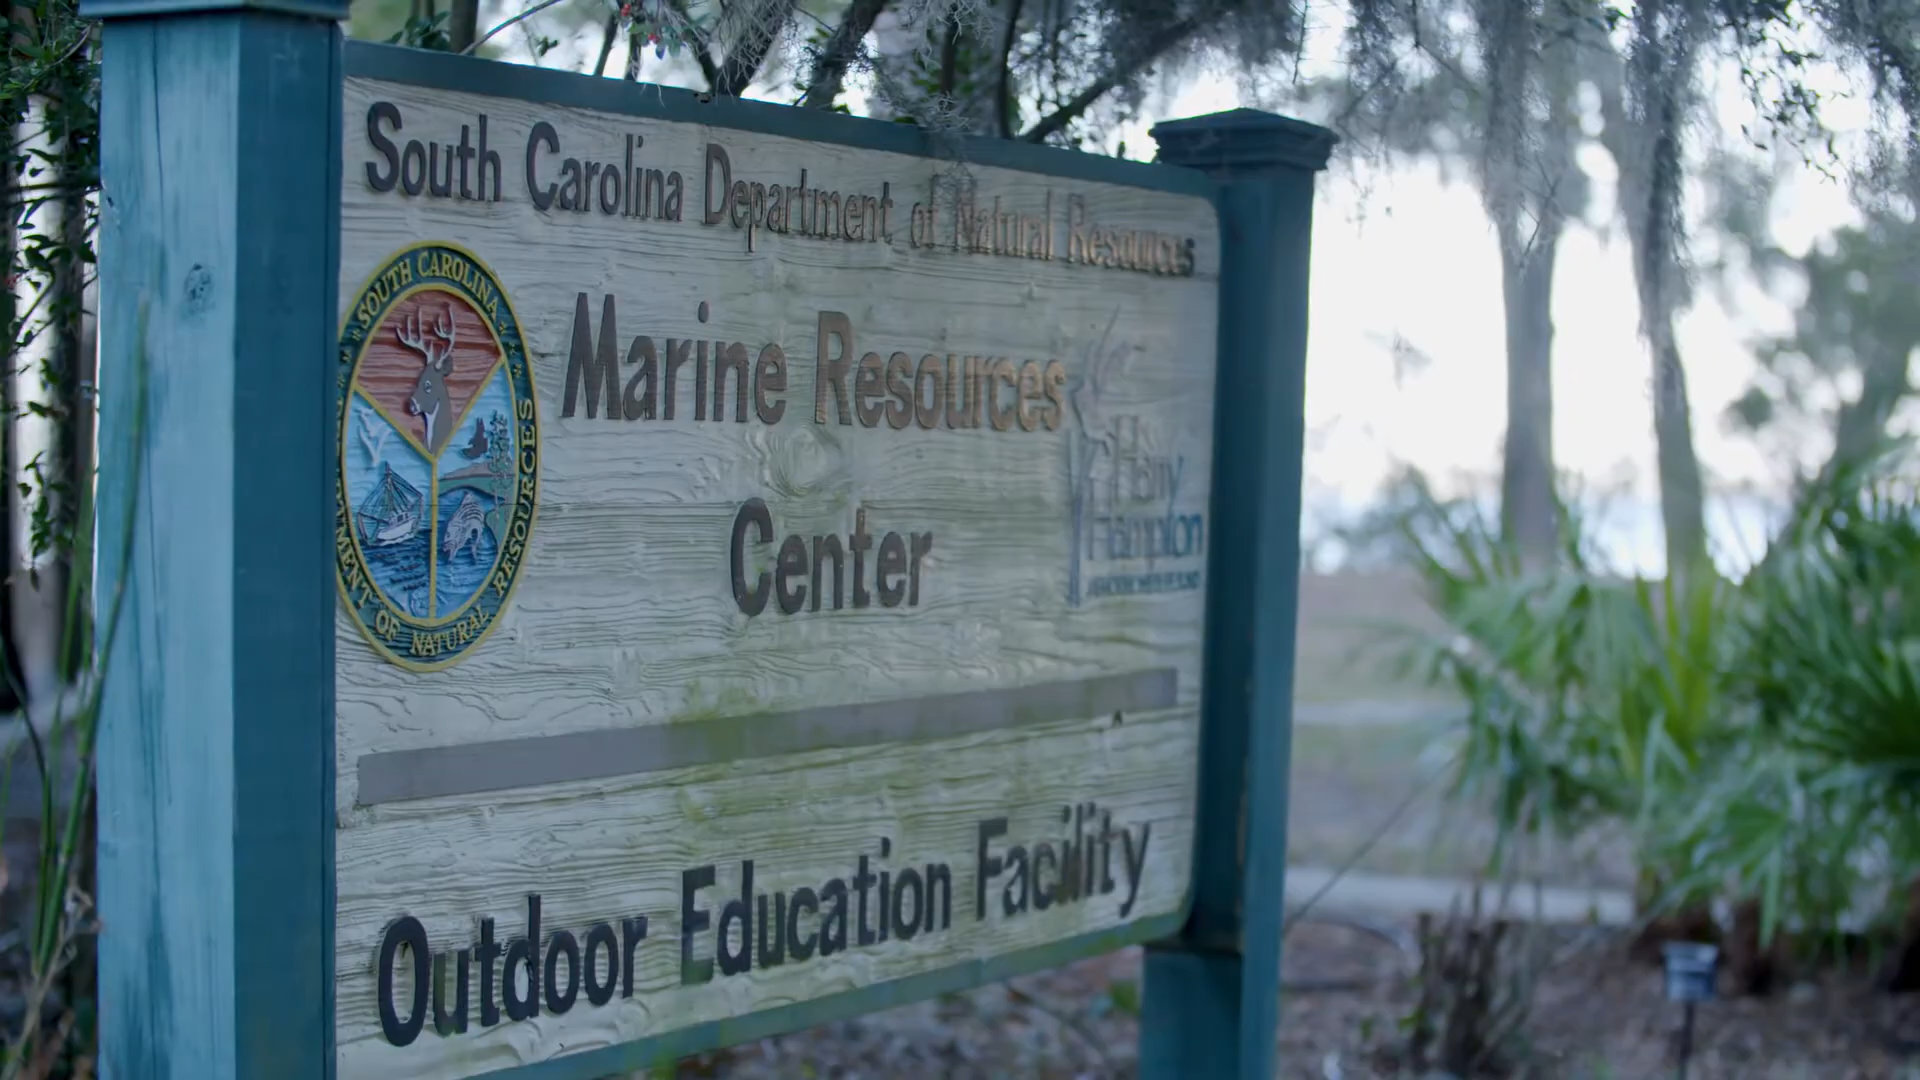 South Carolina Department of Natural Resources
SOUTH CAROLINA
MENT OF NATURAL RESOURCES
Marine Resources
Center
Harry
Hampton
Outdoor Education Facility